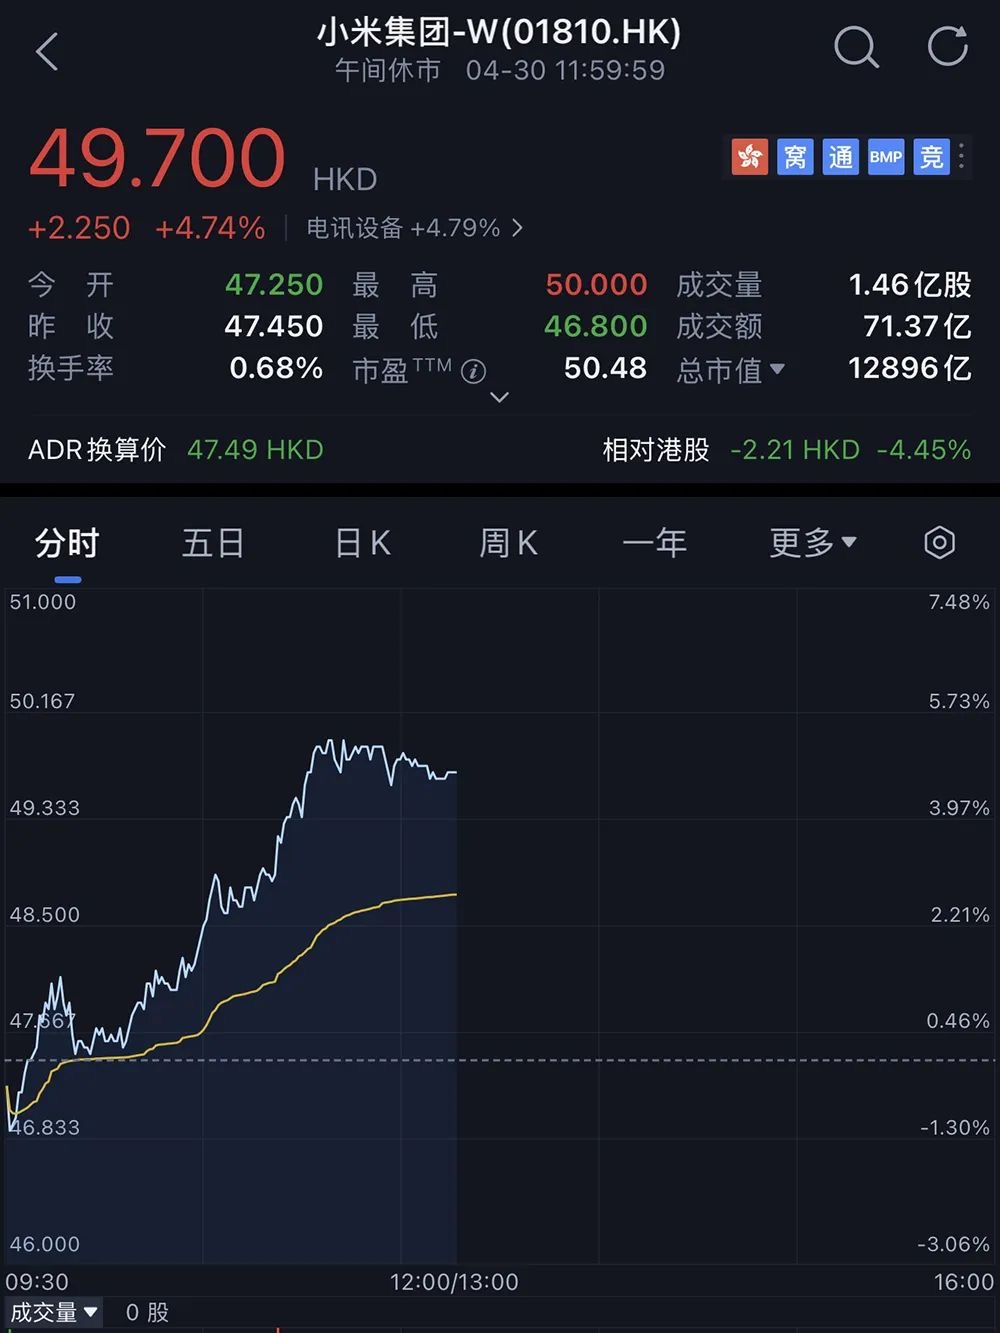 小米集团-W(01810.HK)
午间休市 04-30 11:59:59
49.700 HKD
窝 通 BMP 竞
+2.250 +4.74% 电讯设备 +4.79%
今开 47.250 最高 50.000 成交量 1.46亿股
昨收 47.450 最低 46.800 成交额 71.37亿
换手率 0.68% 市盈TTM 50.48 总市值 12896亿
ADR换算价 47.49 HKD 相对港股 -2.21 HKD -4.45%
分时 五日 日K 周K 一年 更多
51.000 7.48%
50.167 5.73%
49.333 3.97%
48.500 2.21%
47.667 0.46%
46.833 -1.30%
46.000 -3.06%
09:30 12:00/13:00 16:00
成交量 0 股